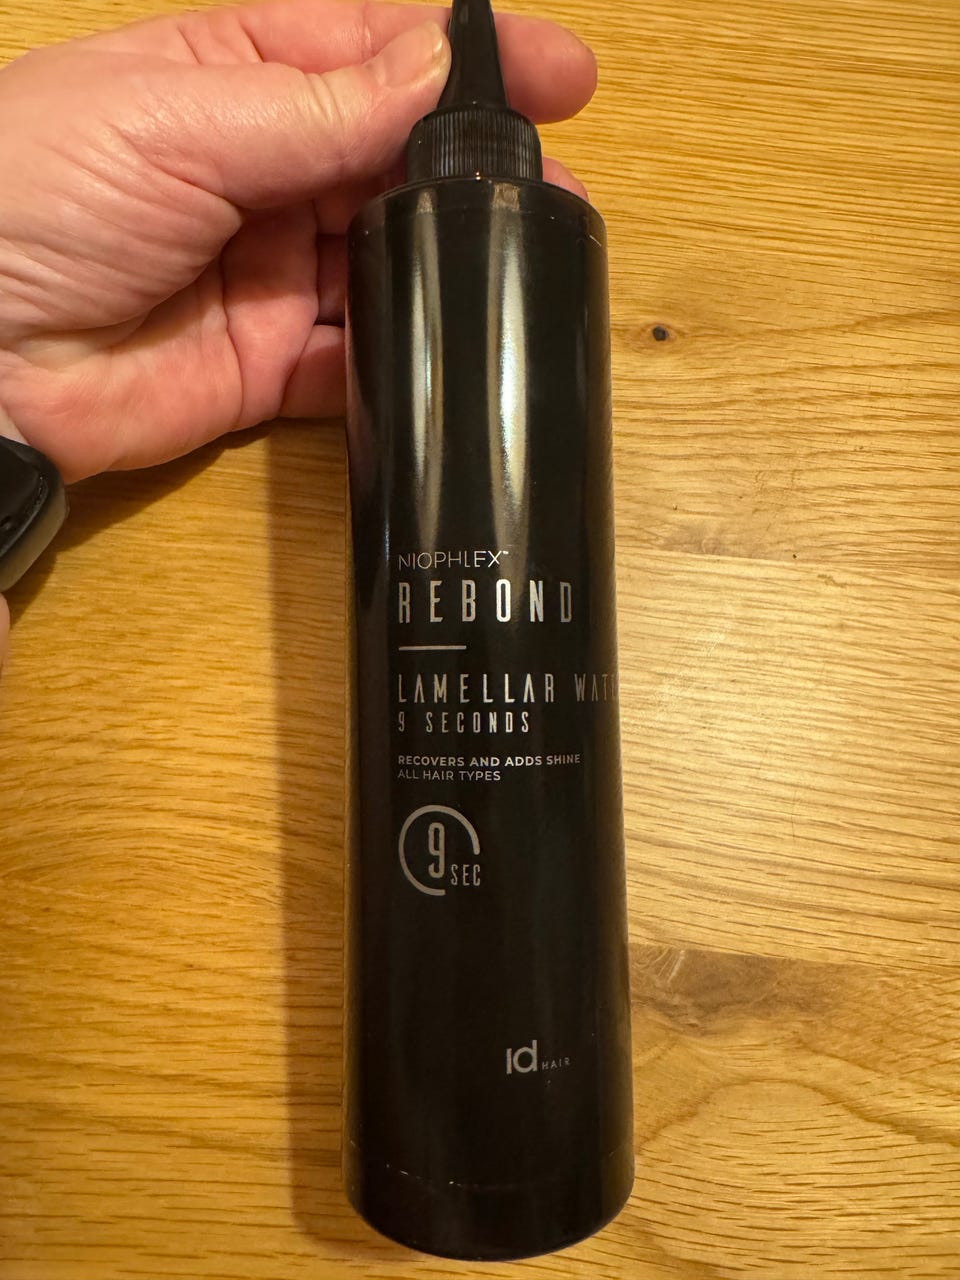 NIOPHLEX™
REBOND
LAMELLAR
9 SECONDS
RECOVERS AND ADDS SHINE
ALL HAIR TYPES
9 SEC
id HAIR